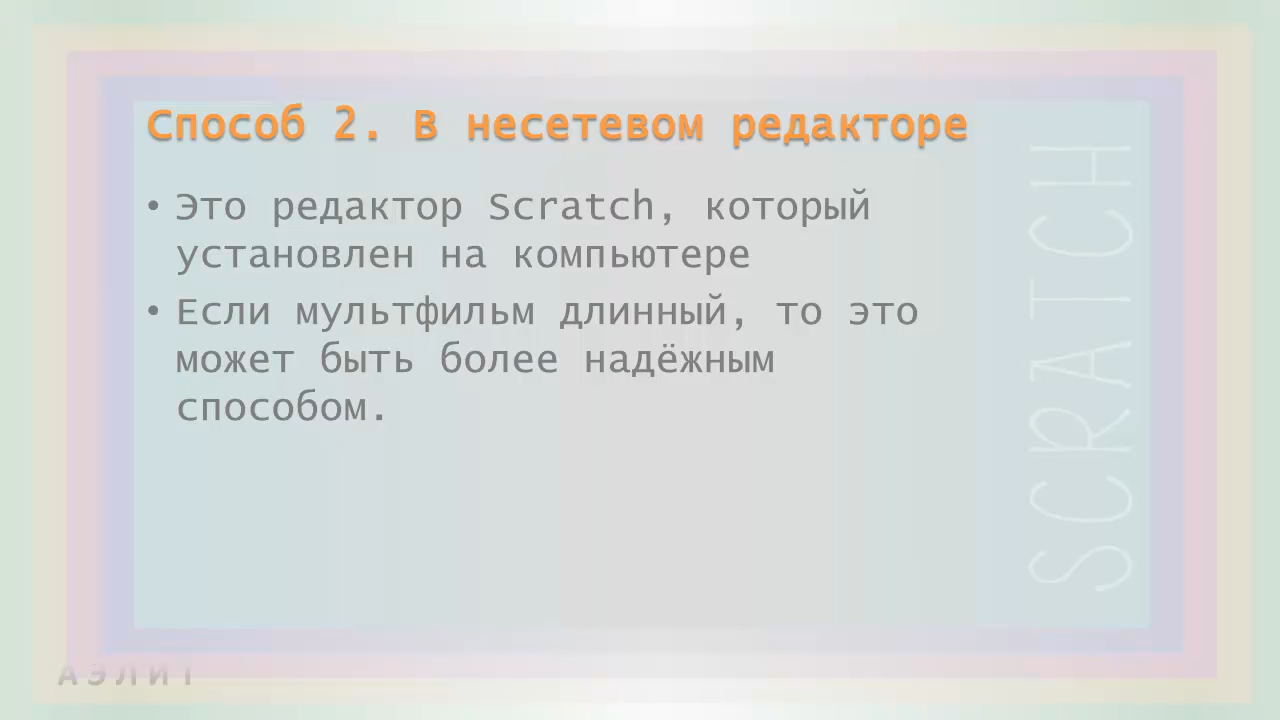 Способ 2. В несетевом редакторе
• Это редактор Scratch, который
установлен на компьютере
• Если мультфильм длинный, то это
может быть более надёжным
способом.
SCRATCH